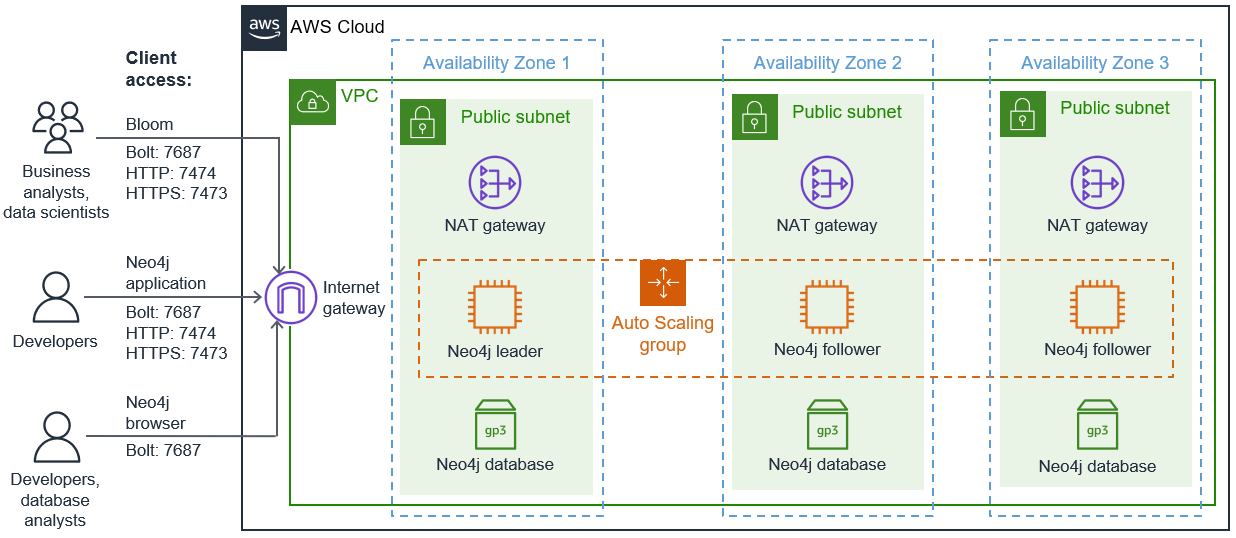 aws
AWS Cloud
Client
access:
Bloom
Bolt: 7687
HTTP: 7474
HTTPS: 7473
Business
analysts,
data scientists
Neo4j
application
Bolt: 7687
HTTP: 7474
HTTPS: 7473
Developers
Neo4j
browser
Bolt: 7687
Developers,
database
analysts
Internet
gateway
VPC
Availability Zone 1
Public subnet
NAT gateway
Neo4j leader
gp3
Neo4j database
Auto Scaling
group
Availability Zone 2
Public subnet
NAT gateway
Neo4j follower
gp3
Neo4j database
Availability Zone 3
Public subnet
NAT gateway
Neo4j follower
gp3
Neo4j database